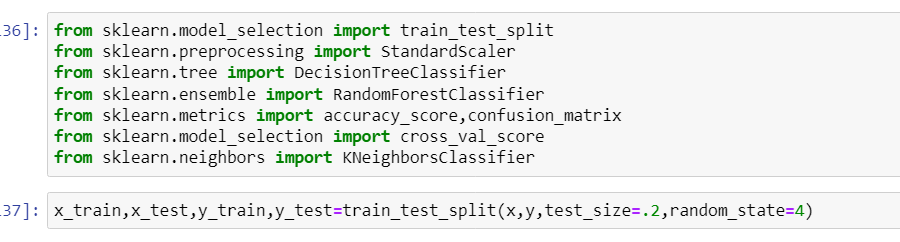 36]: from sklearn.model_selection import train_test_split
from sklearn.preprocessing import StandardScaler
from sklearn.tree import DecisionTreeClassifier
from sklearn.ensemble import RandomForestClassifier
from sklearn.metrics import accuracy_score,confusion_matrix
from sklearn.model_selection import cross_val_score
from sklearn.neighbors import KNeighborsClassifier
37]: x_train,x_test,y_train,y_test=train_test_split(x,y,test_size=.2,random_state=4)